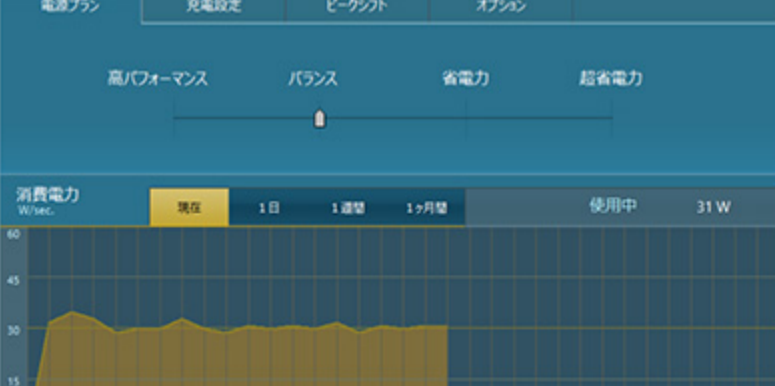 電源プラン 充電設定 ピークシフト オプション
高パフォーマンス バランス 省電力 超省電力
消費電力 現在 1日 1週間 1ヶ月間 使用中 31 W
W/sec.
60
45
30
15